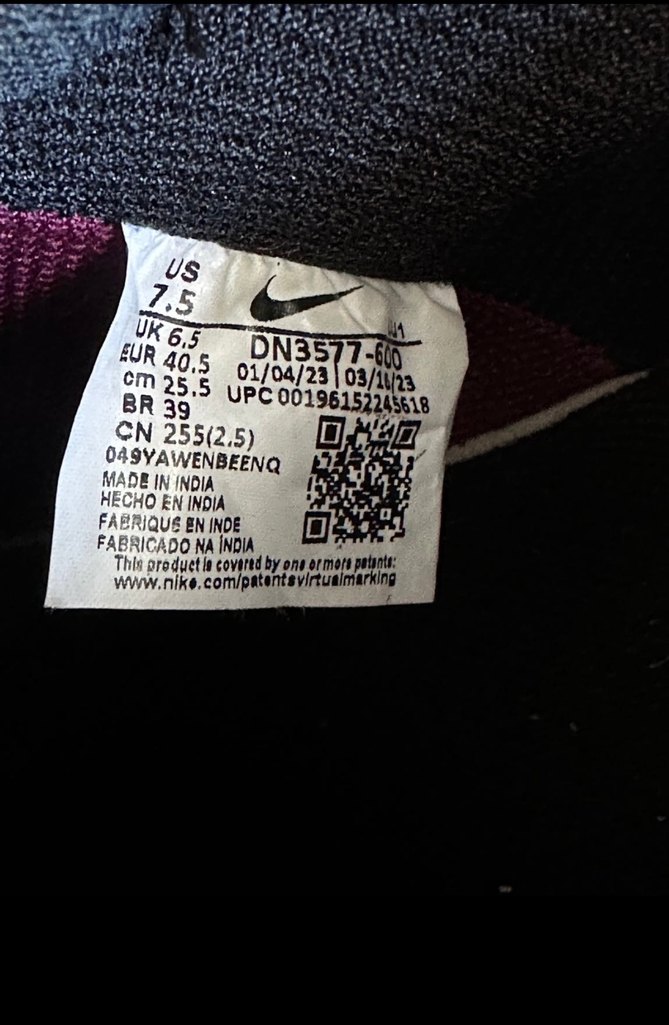 US
7.5
UK 6.5
EUR 40.5
cm 25.5
BR 39
CN 255(2.5)
DN3577-600
01/04/23 | 03/16/23
UPC 00196152245618
049YAWENBEENQ
MADE IN INDIA
HECHO EN INDIA
FABRIQUÉ EN INDE
FABRICADO NA ÍNDIA
This product is covered by one or more patents:
www.nike.com/patentsvirtualmarking